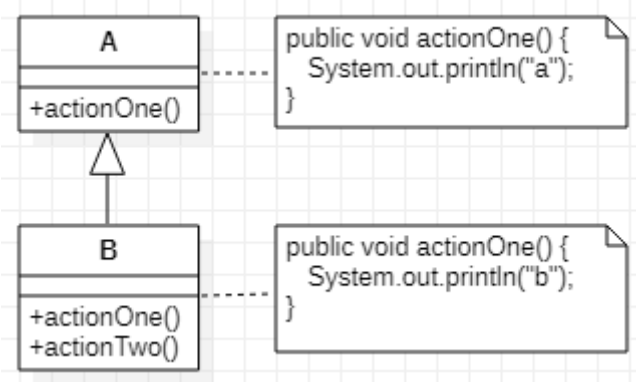 A
+actionOne()
public void actionOne() {
System.out.println("a");
}
B
+actionOne()
+actionTwo()
public void actionOne() {
System.out.println("b");
}